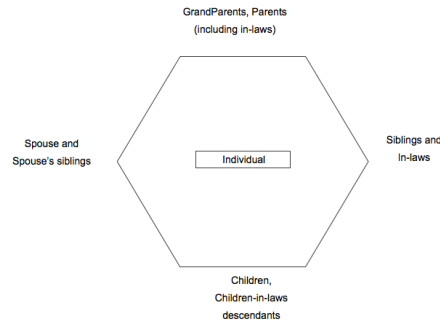 GrandParents, Parents
(including in-laws)
Spouse and
Spouse's siblings
Individual
Siblings and
In-laws
Children,
Children-in-laws
descendants